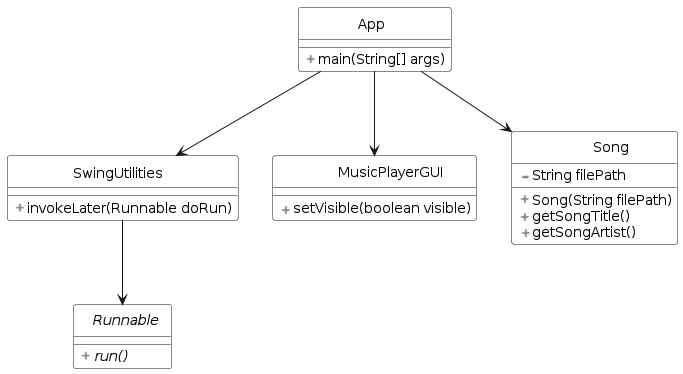 App
+ main(String[] args)
SwingUtilities
+ invokeLater(Runnable doRun)
MusicPlayerGUI
+ setVisible(boolean visible)
Song
- String filePath
+ Song(String filePath)
+ getSongTitle()
+ getSongArtist()
Runnable
+ run()